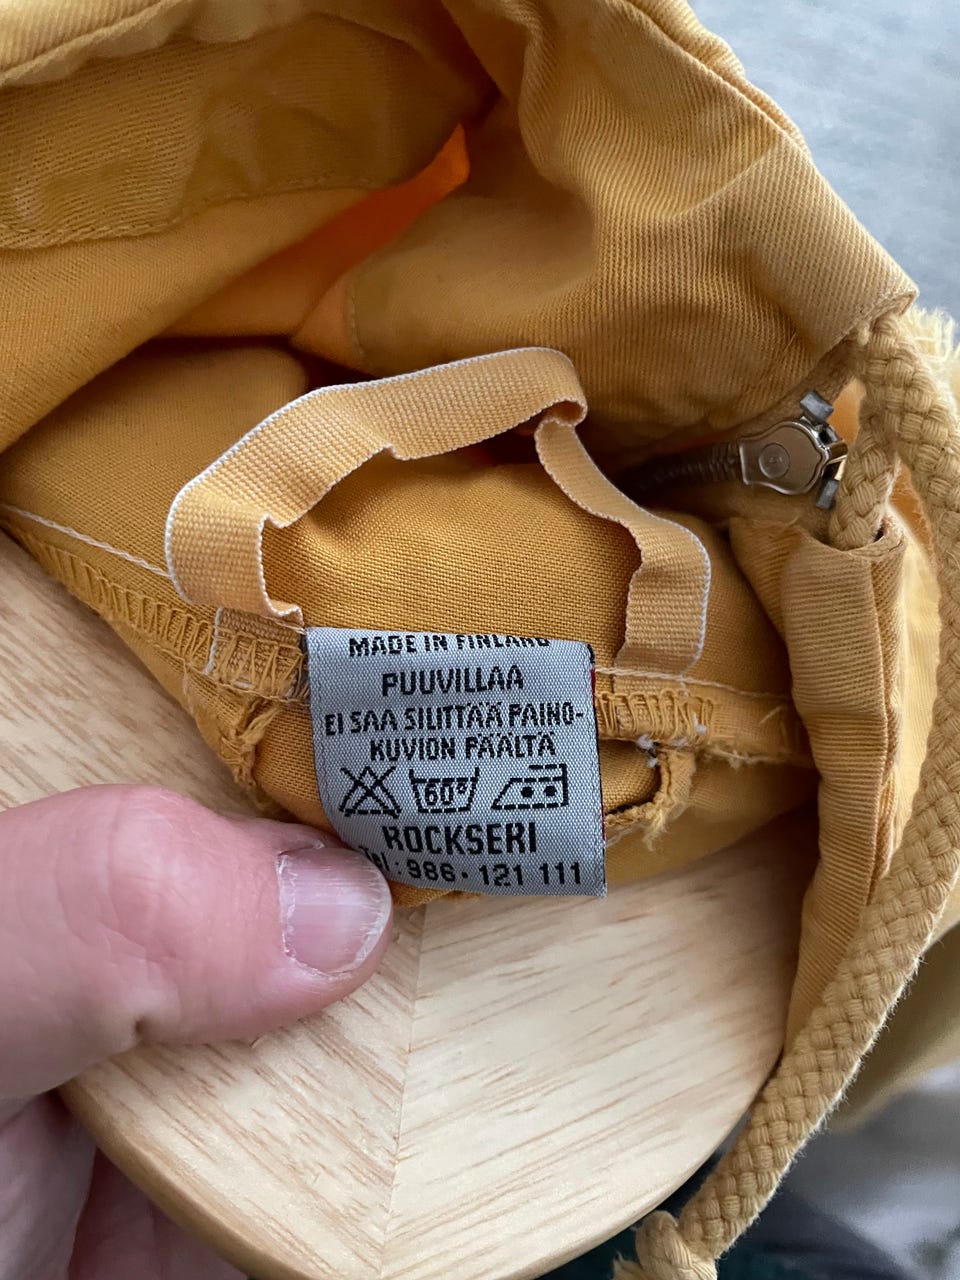 MADE IN FINLAND
PUUVILLAA
EI SAA SILITTÄÄ PAINO-
KUVION PÄÄLTÄ
60°
ROCKSERI
Tel: 986-121 111